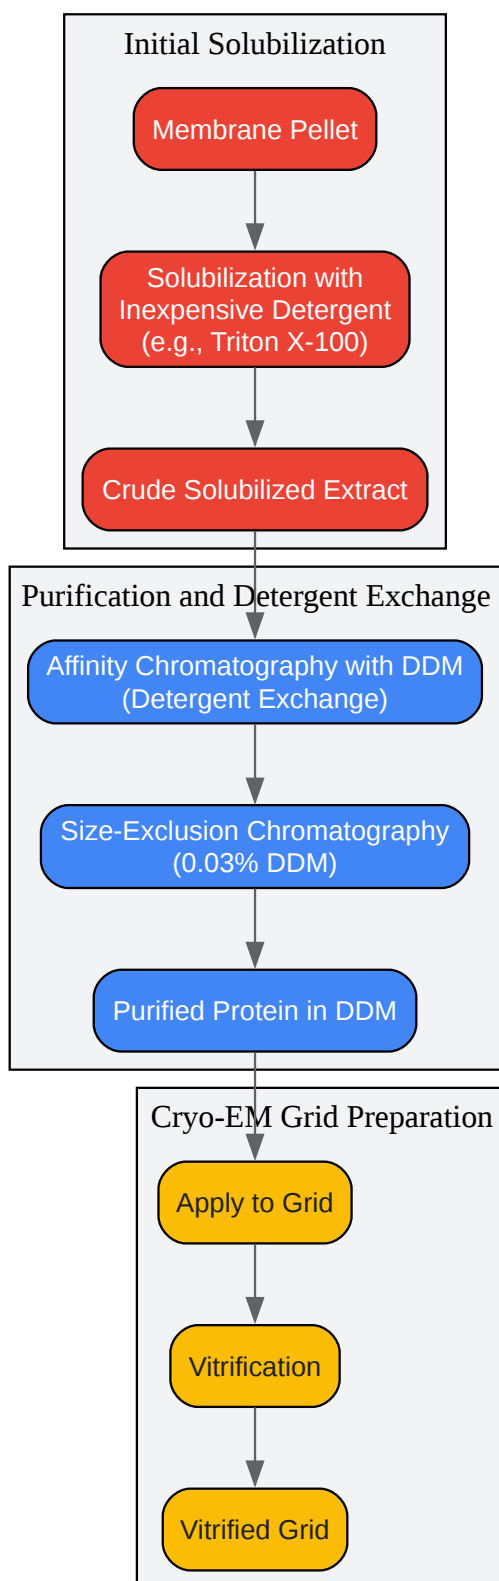 Initial Solubilization
Membrane Pellet
Solubilization with
Inexpensive Detergent
(e.g., Triton X-100)
Crude Solubilized Extract
Purification and Detergent Exchange
Affinity Chromatography with DDM
(Detergent Exchange)
Size-Exclusion Chromatography
(0.03% DDM)
Purified Protein in DDM
Cryo-EM Grid Preparation
Apply to Grid
Vitrification
Vitrified Grid